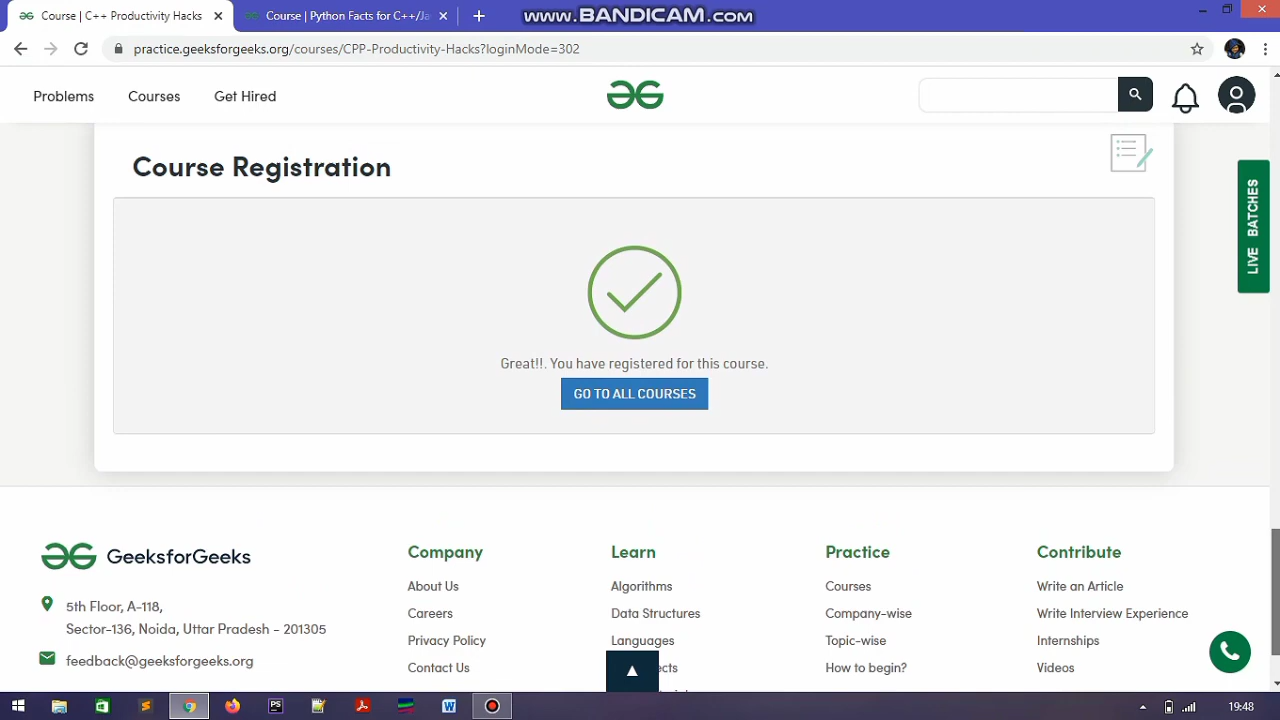 Course | C++ Productivity Hacks
Course | Python Facts for C++/Ja
www.BANDICAM.com
practice.geeksforgeeks.org/courses/CPP-Productivity-Hacks?loginMode=302
Problems
Courses
Get Hired
Course Registration
LIVE BATCHES
Great!!. You have registered for this course.
GO TO ALL COURSES
GeeksforGeeks
5th Floor, A-118,
Sector-136, Noida, Uttar Pradesh - 201305
feedback@geeksforgeeks.org
Company
About Us
Careers
Privacy Policy
Contact Us
Learn
Algorithms
Data Structures
Languages
Practice
Courses
Company-wise
Topic-wise
How to begin?
Contribute
Write an Article
Write Interview Experience
Internships
Videos
PS
W
19:48